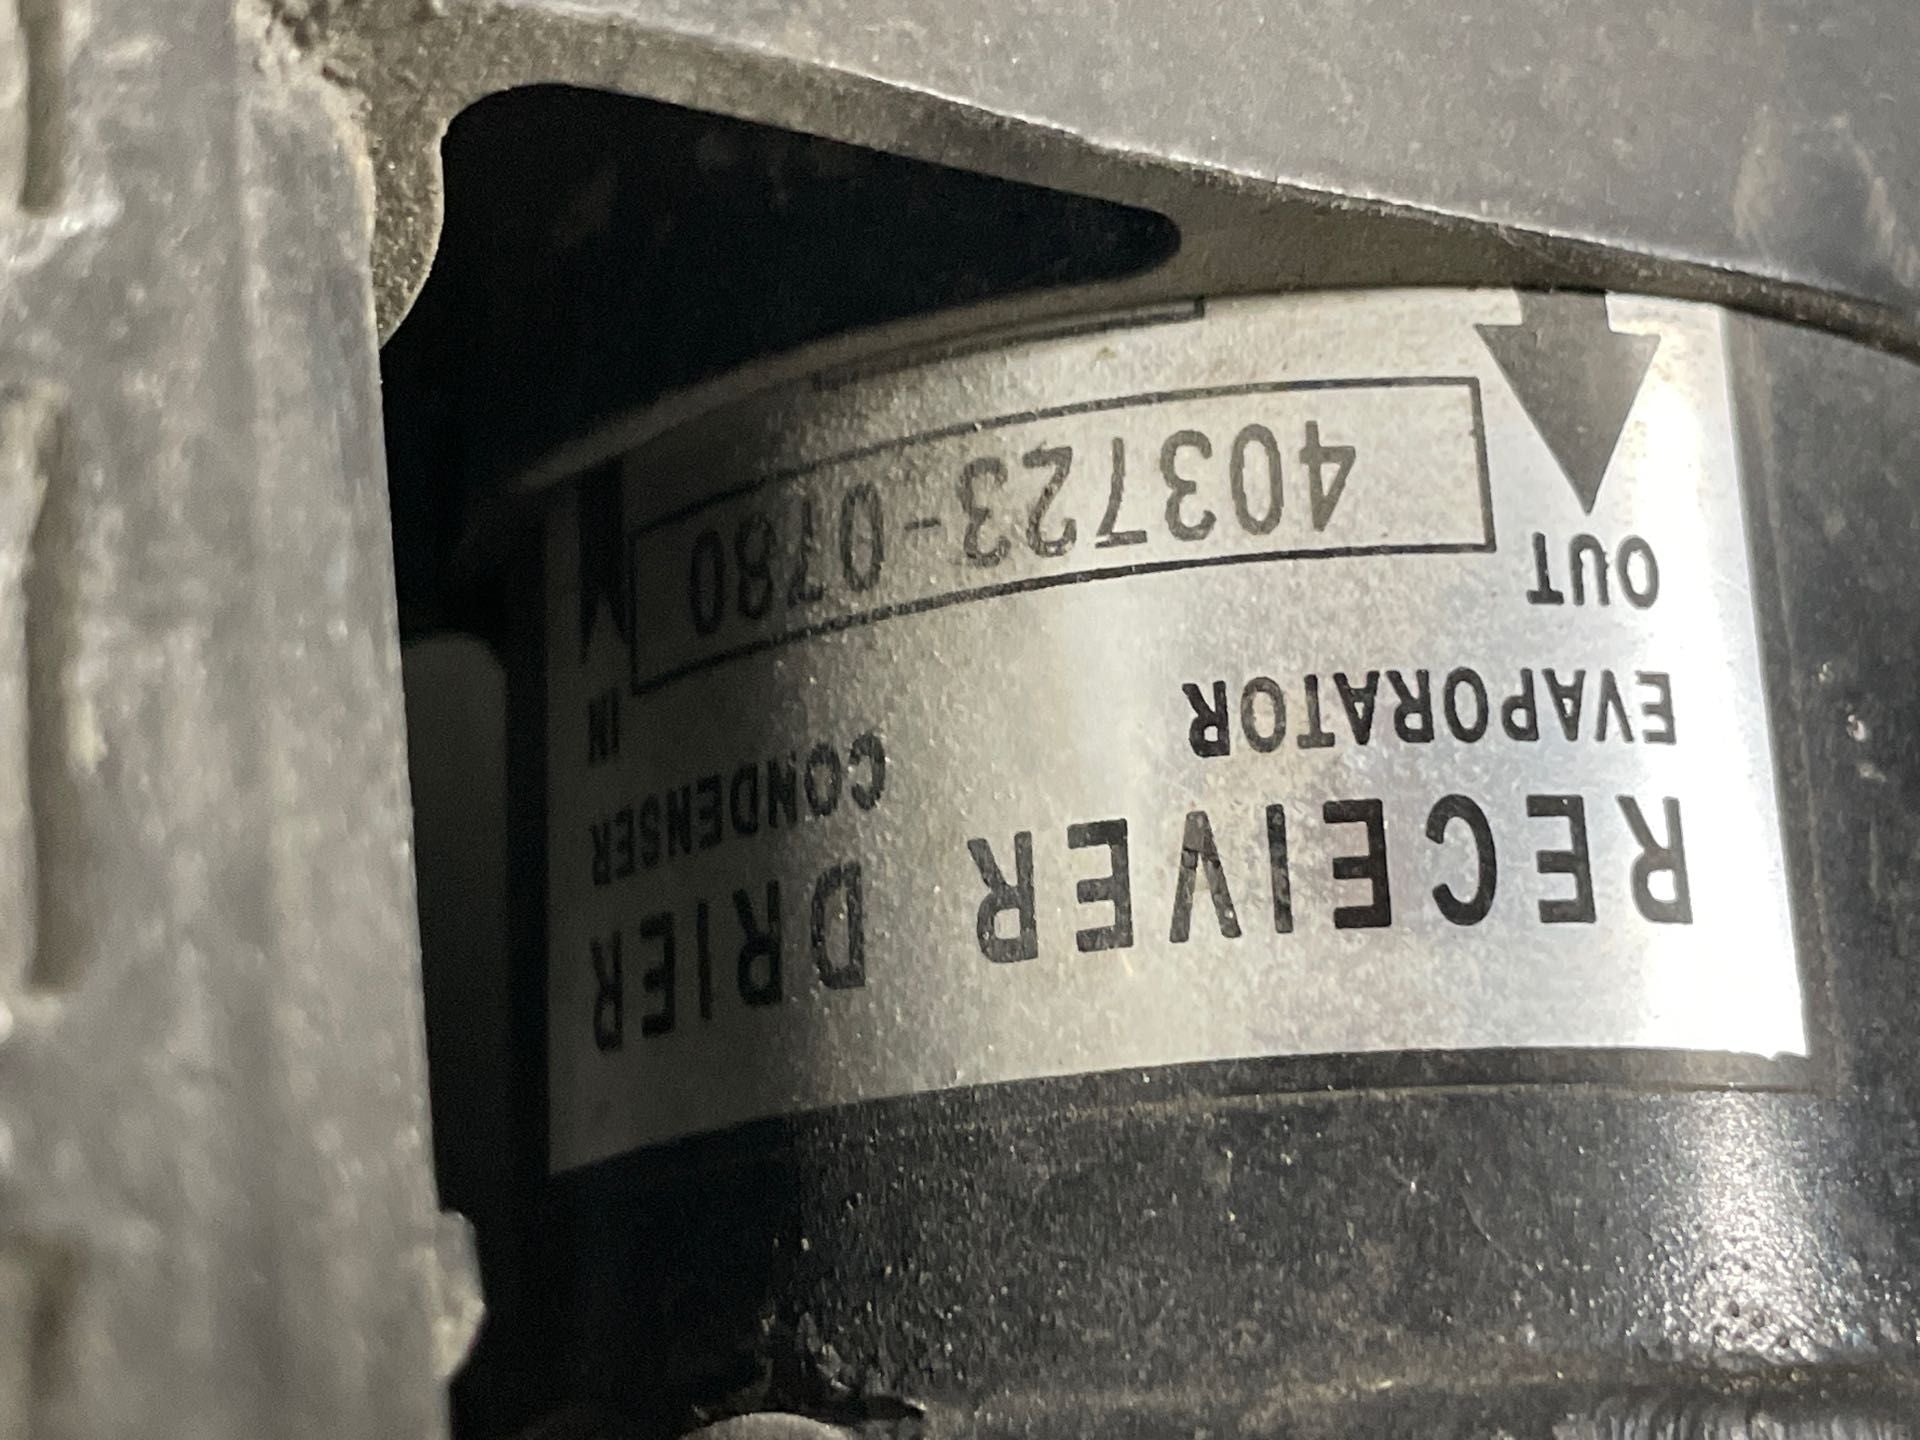 RECEIVER DRIER
EVAPORATOR CONDENSER
OUT IN
403723-0780